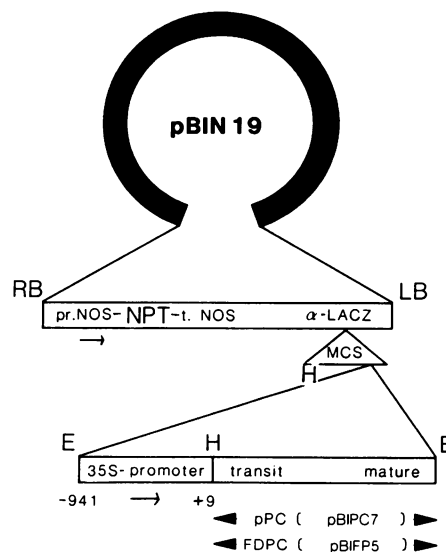 pBIN 19
RB LB
pr.NOS-NPT-t. NOS α-LACZ
→
MCS
H
E H
35S-promoter transit mature
-941 → +9
pPC ( pBIPC7 )
FDPC ( pBIFP5 )